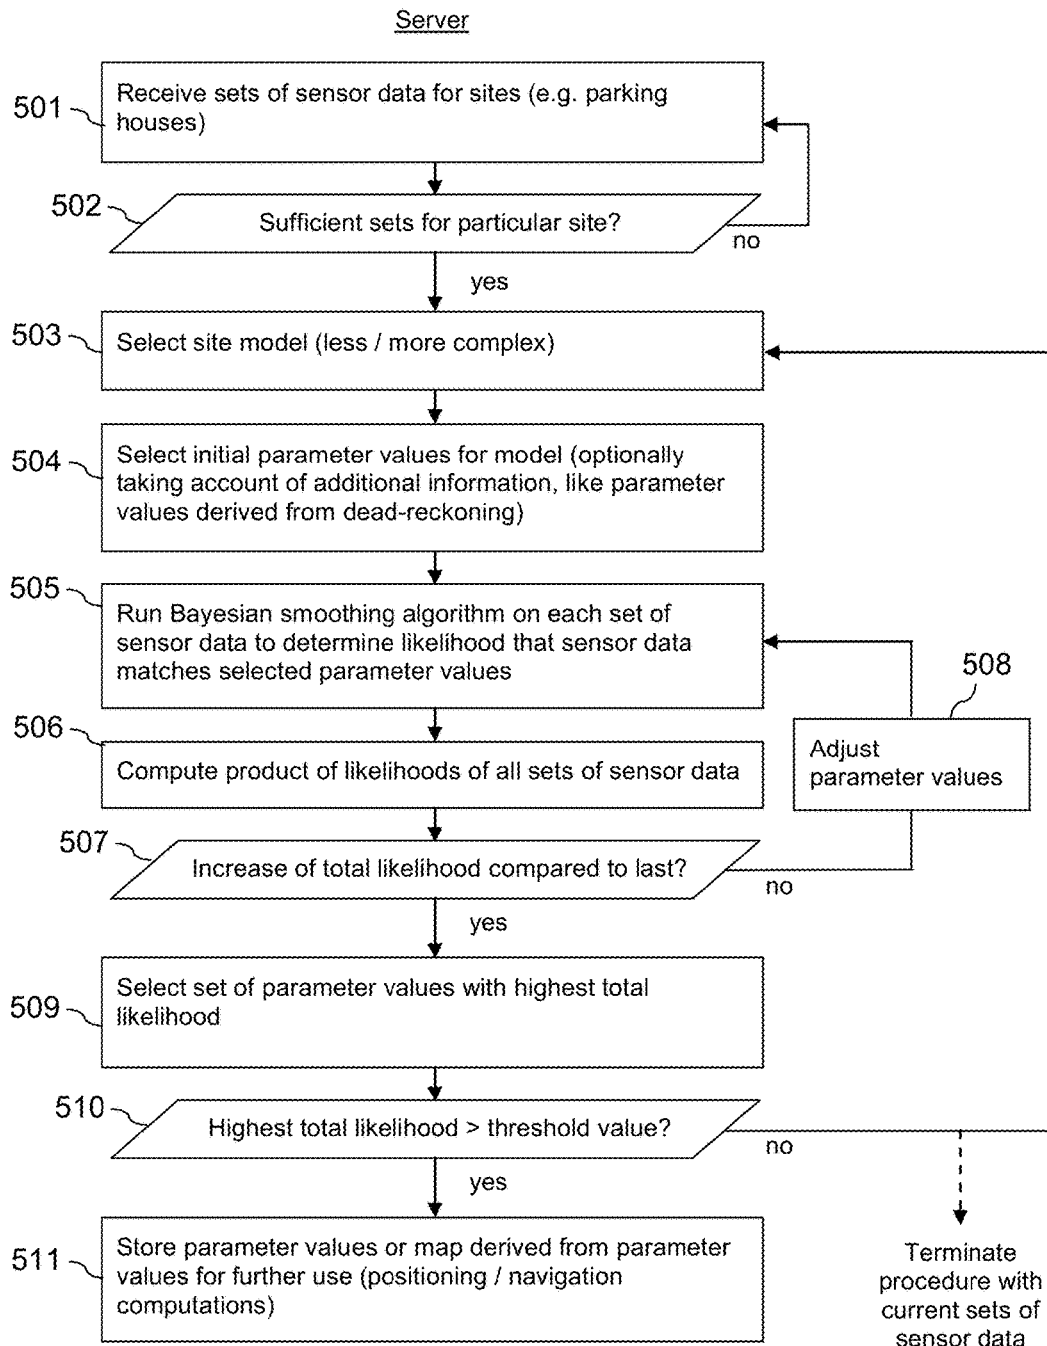 Server
501
Receive sets of sensor data for sites (e.g. parking
houses)
502
Sufficient sets for particular site?
no
yes
503
Select site model (less / more complex)
504
Select initial parameter values for model (optionally
taking account of additional information, like parameter
values derived from dead-reckoning)
505
Run Bayesian smoothing algorithm on each set of
sensor data to determine likelihood that sensor data
matches selected parameter values
508
Adjust
parameter values
506
Compute product of likelihoods of all sets of sensor data
507
Increase of total likelihood compared to last?
no
yes
509
Select set of parameter values with highest total
likelihood
510
Highest total likelihood > threshold value?
no
yes
511
Store parameter values or map derived from parameter
values for further use (positioning / navigation
computations)
Terminate
procedure with
current sets of
sensor data